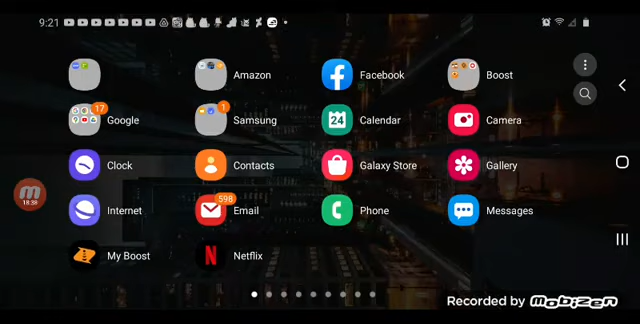 9:21
Amazon
Facebook
Boost
17
Google
1
Samsung
24
Calendar
Camera
Clock
Contacts
Galaxy Store
Gallery
18:38
Internet
598
Email
Phone
Messages
My Boost
N
Netflix
Recorded by mobizen